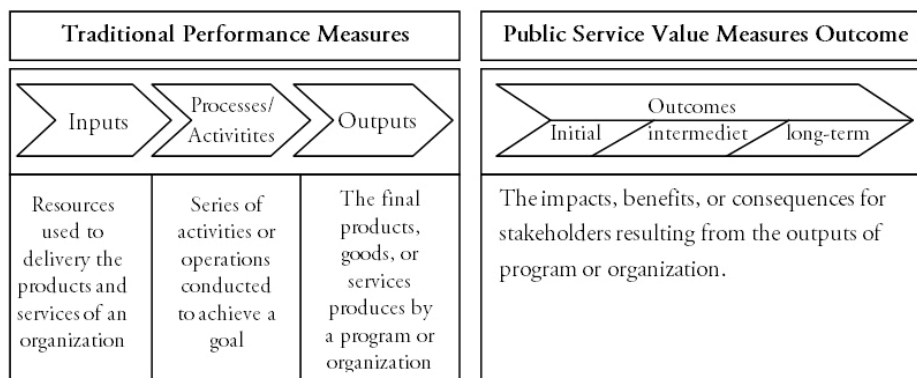 Traditional Performance Measures
Inputs
Processes/
Activitites
Outputs
Resources
used to
delivery the
products and
services of an
organization
Series of
activities or
operations
conducted
to achieve a
goal
The final
products,
goods, or
services
produces by
a program or
organization
Public Service Value Measures Outcome
Outcomes
Initial intermediet long-term
The impacts, benefits, or consequences for
stakeholders resulting from the outputs of
program or organization.